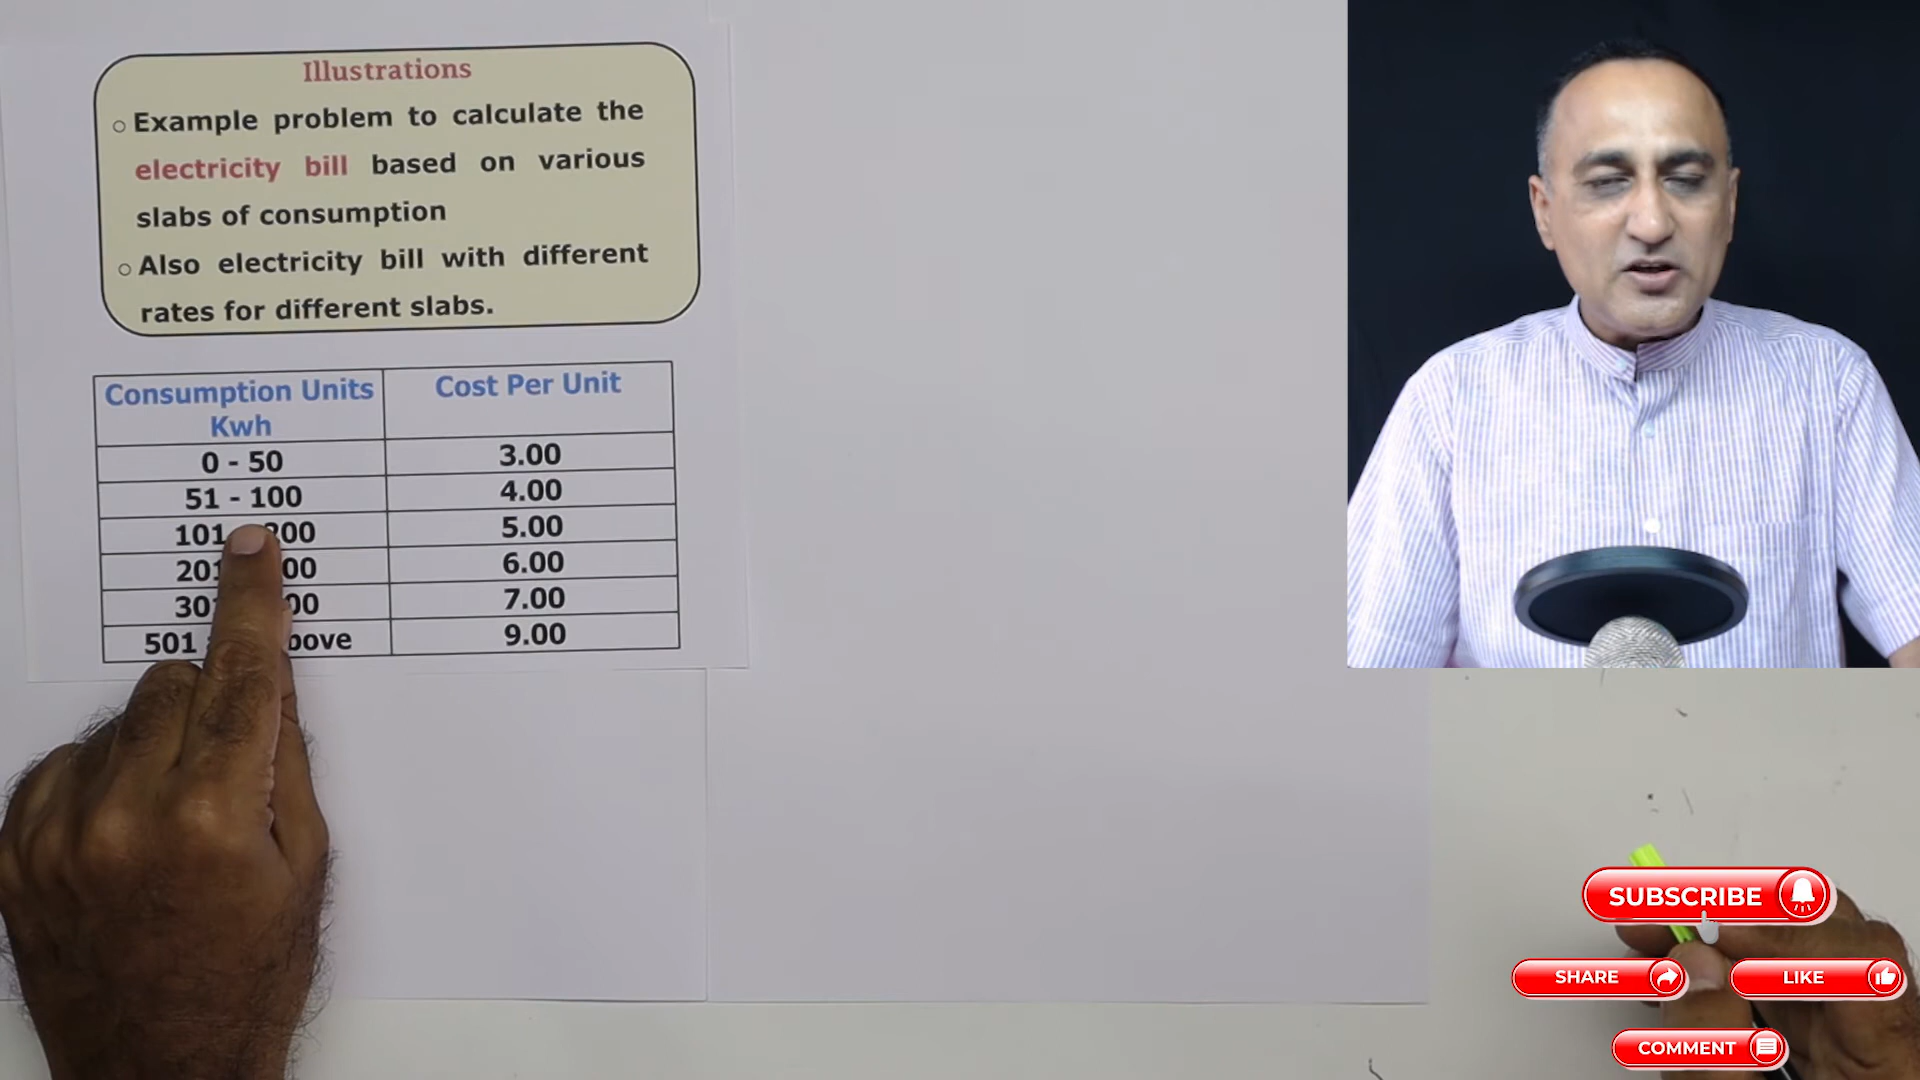 Illustrations
Example problem to calculate the
electricity bill based on various
slabs of consumption
Also electricity bill with different
rates for different slabs.
Consumption Units
Kwh
Cost Per Unit
0 - 50
3.00
51 - 100
4.00
101
5.00
6.00
7.00
501
9.00
SUBSCRIBE
SHARE
LIKE
COMMENT